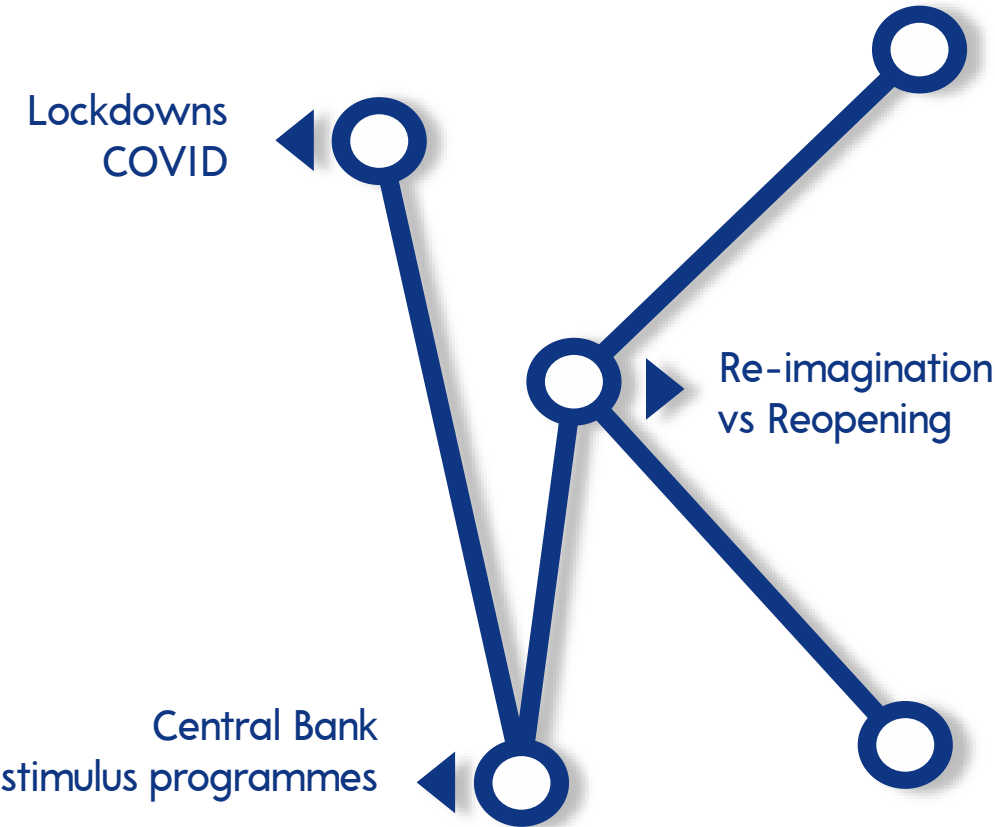 Lockdowns
COVID
Re-imagination
vs Reopening
Central Bank
stimulus programmes